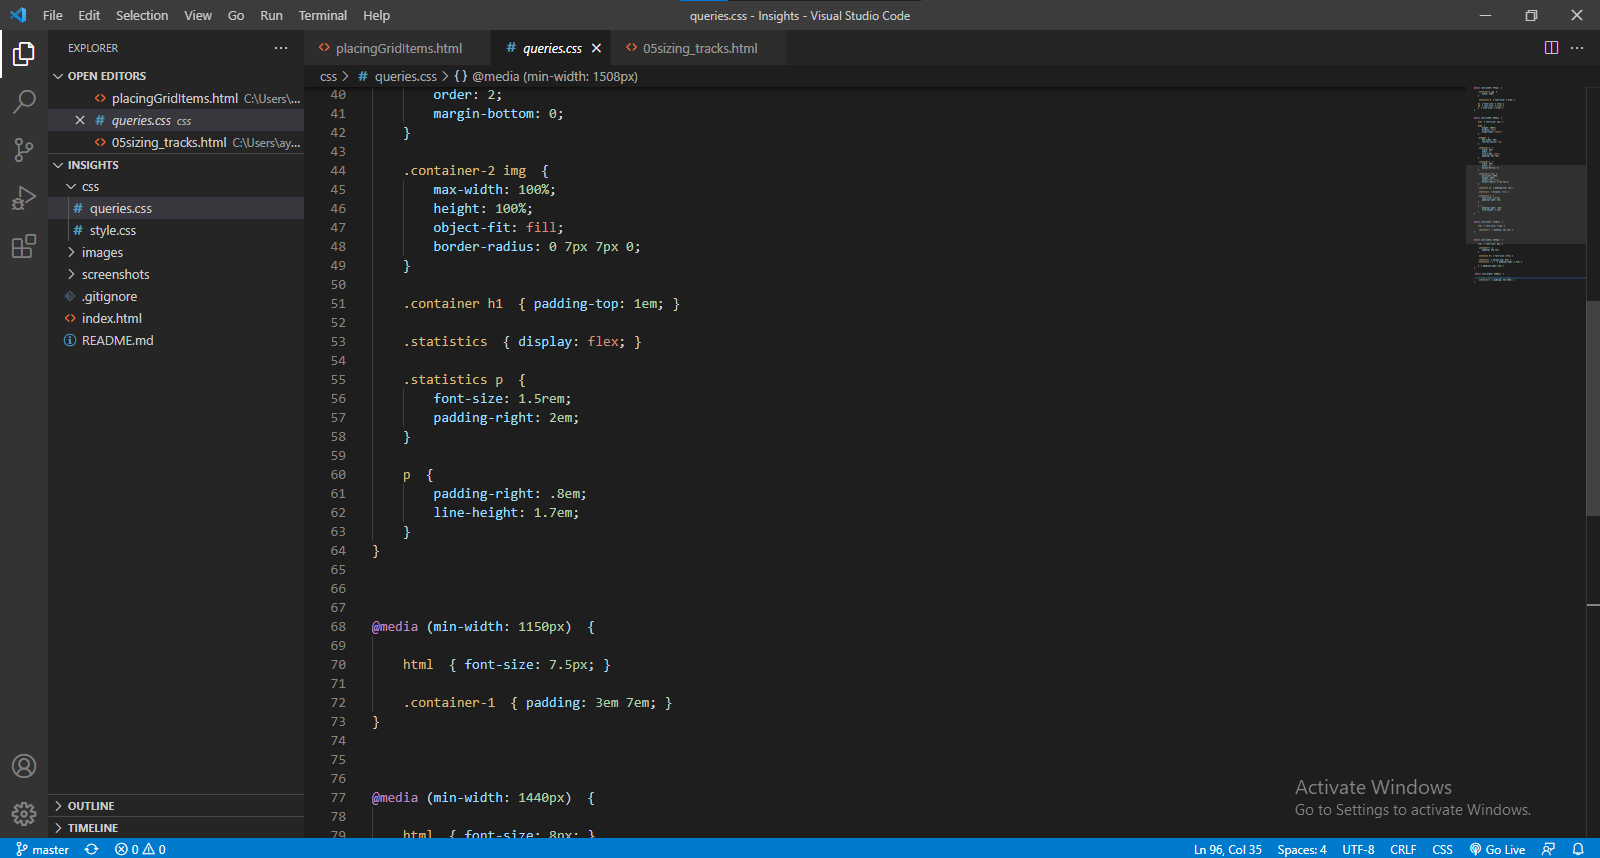 File Edit Selection View Go Run Terminal Help
queries.css - Insights - Visual Studio Code
EXPLORER
OPEN EDITORS
placingGridItems.html C:\Users\...
queries.css css
05sizing_tracks.html C:\Users\ay...
INSIGHTS
css
queries.css
style.css
images
screenshots
.gitignore
index.html
README.md
OUTLINE
TIMELINE
placingGridItems.html
queries.css
05sizing_tracks.html
css > # queries.css > {} @media (min-width: 1508px)
40 order: 2;
41 margin-bottom: 0;
42 }
43
44 .container-2 img {
45 max-width: 100%;
46 height: 100%;
47 object-fit: fill;
48 border-radius: 0 7px 7px 0;
49 }
50
51 .container h1 { padding-top: 1em; }
52
53 .statistics { display: flex; }
54
55 .statistics p {
56 font-size: 1.5rem;
57 padding-right: 2em;
58 }
59
60 p {
61 padding-right: .8em;
62 line-height: 1.7em;
63 }
64 }
65
66
67
68 @media (min-width: 1150px) {
69
70 html { font-size: 7.5px; }
71
72 .container-1 { padding: 3em 7em; }
73 }
74
75
76
77 @media (min-width: 1440px) {
78
79 html { font-size: 8px; }
Activate Windows
Go to Settings to activate Windows.
master 0 0 Ln 96, Col 35 Spaces: 4 UTF-8 CRLF CSS Go Live